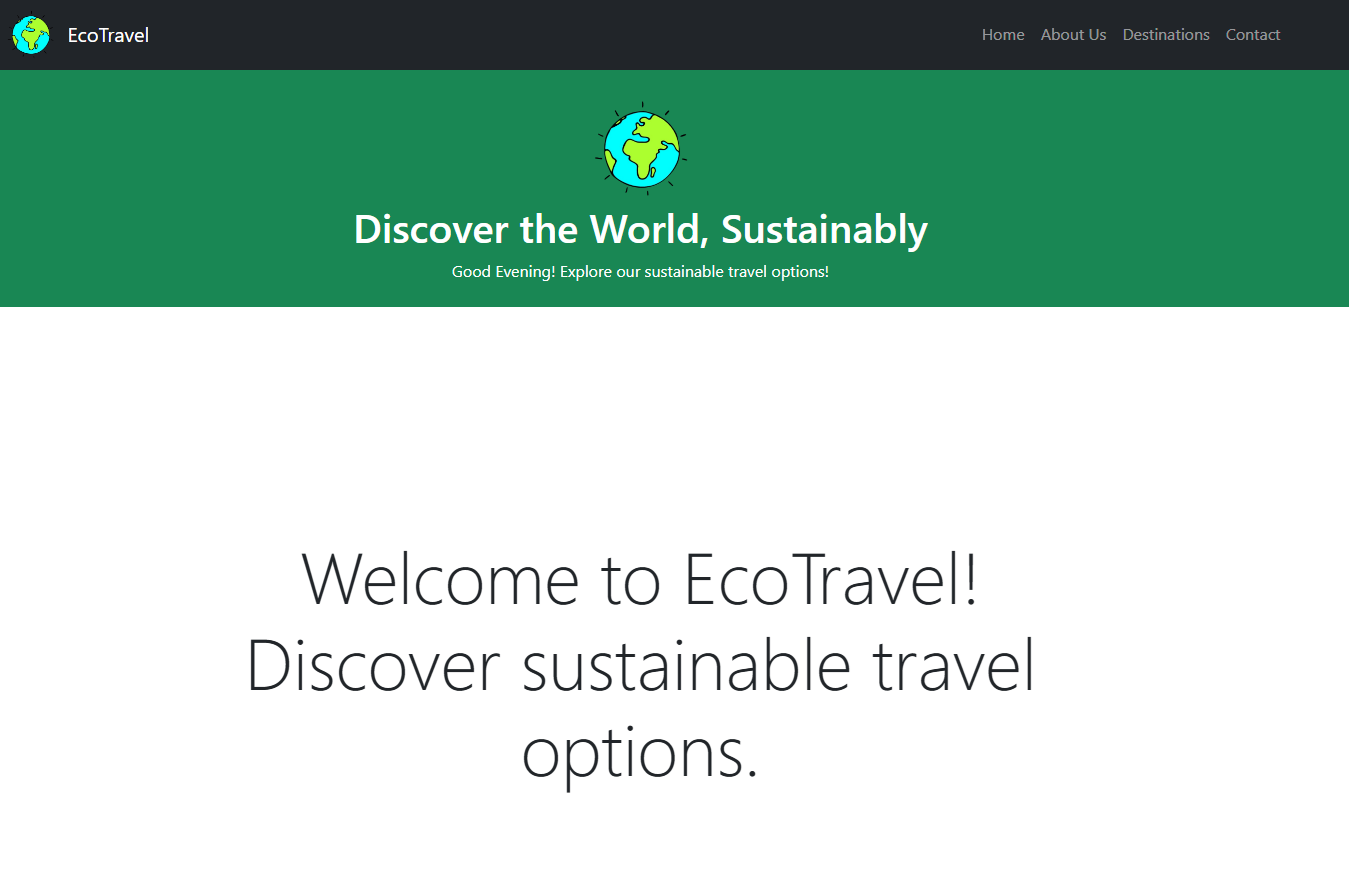 EcoTravel
Home About Us Destinations Contact
Discover the World, Sustainably
Good Evening! Explore our sustainable travel options!
Welcome to EcoTravel!
Discover sustainable travel
options.